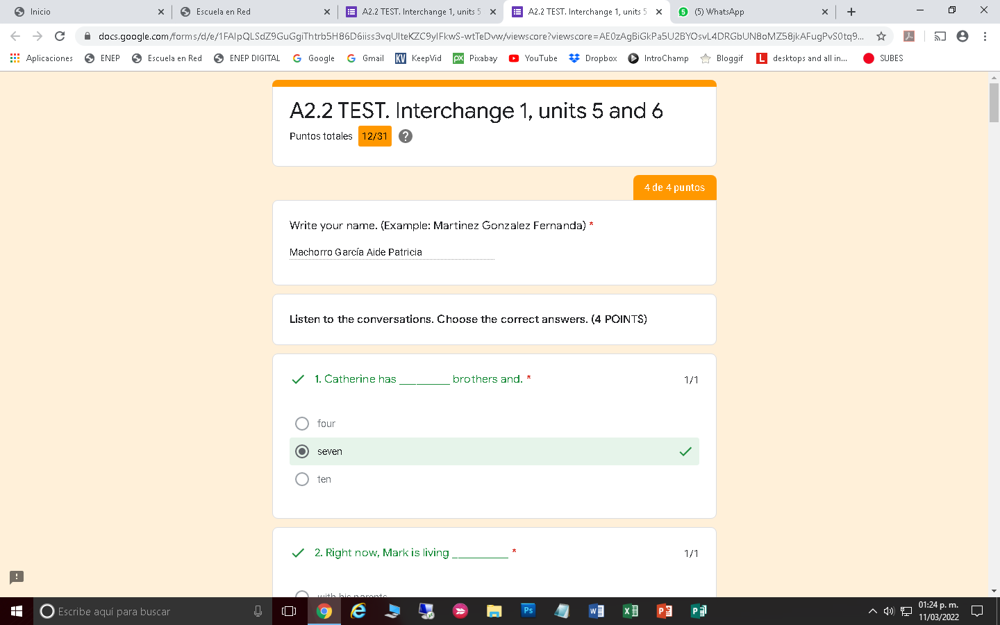 Inicio
Escuela en Red
A2.2 TEST. Interchange 1, units 5
A2.2 TEST. Interchange 1, units 5
(5) WhatsApp
docs.google.com/forms/d/e/1FAIpQLSdZ9GuGgiThtrb5H86D6iiss3vqUIteKZC9ylFkwS-wtTeDvw/viewscore?viewscore=AE0zAgBiGkPa5U2BYOsvL4DRGbUN8oMZ58jkAFugPvS0tq9...
Aplicaciones ENEP Escuela en Red ENEP DIGITAL Google Gmail KeepVid Pixabay YouTube Dropbox IntroChamp Bloggif desktops and all in... SUBES
A2.2 TEST. Interchange 1, units 5 and 6
Puntos totales 12/31
4 de 4 puntos
Write your name. (Example: Martinez Gonzalez Fernanda) *
Machorro García Aide Patricia
Listen to the conversations. Choose the correct answers. (4 POINTS)
1. Catherine has _________ brothers and. * 1/1
four
seven
ten
2. Right now, Mark is living __________ * 1/1
with his parents
Escribe aquí para buscar
01:24 p. m.
11/03/2022